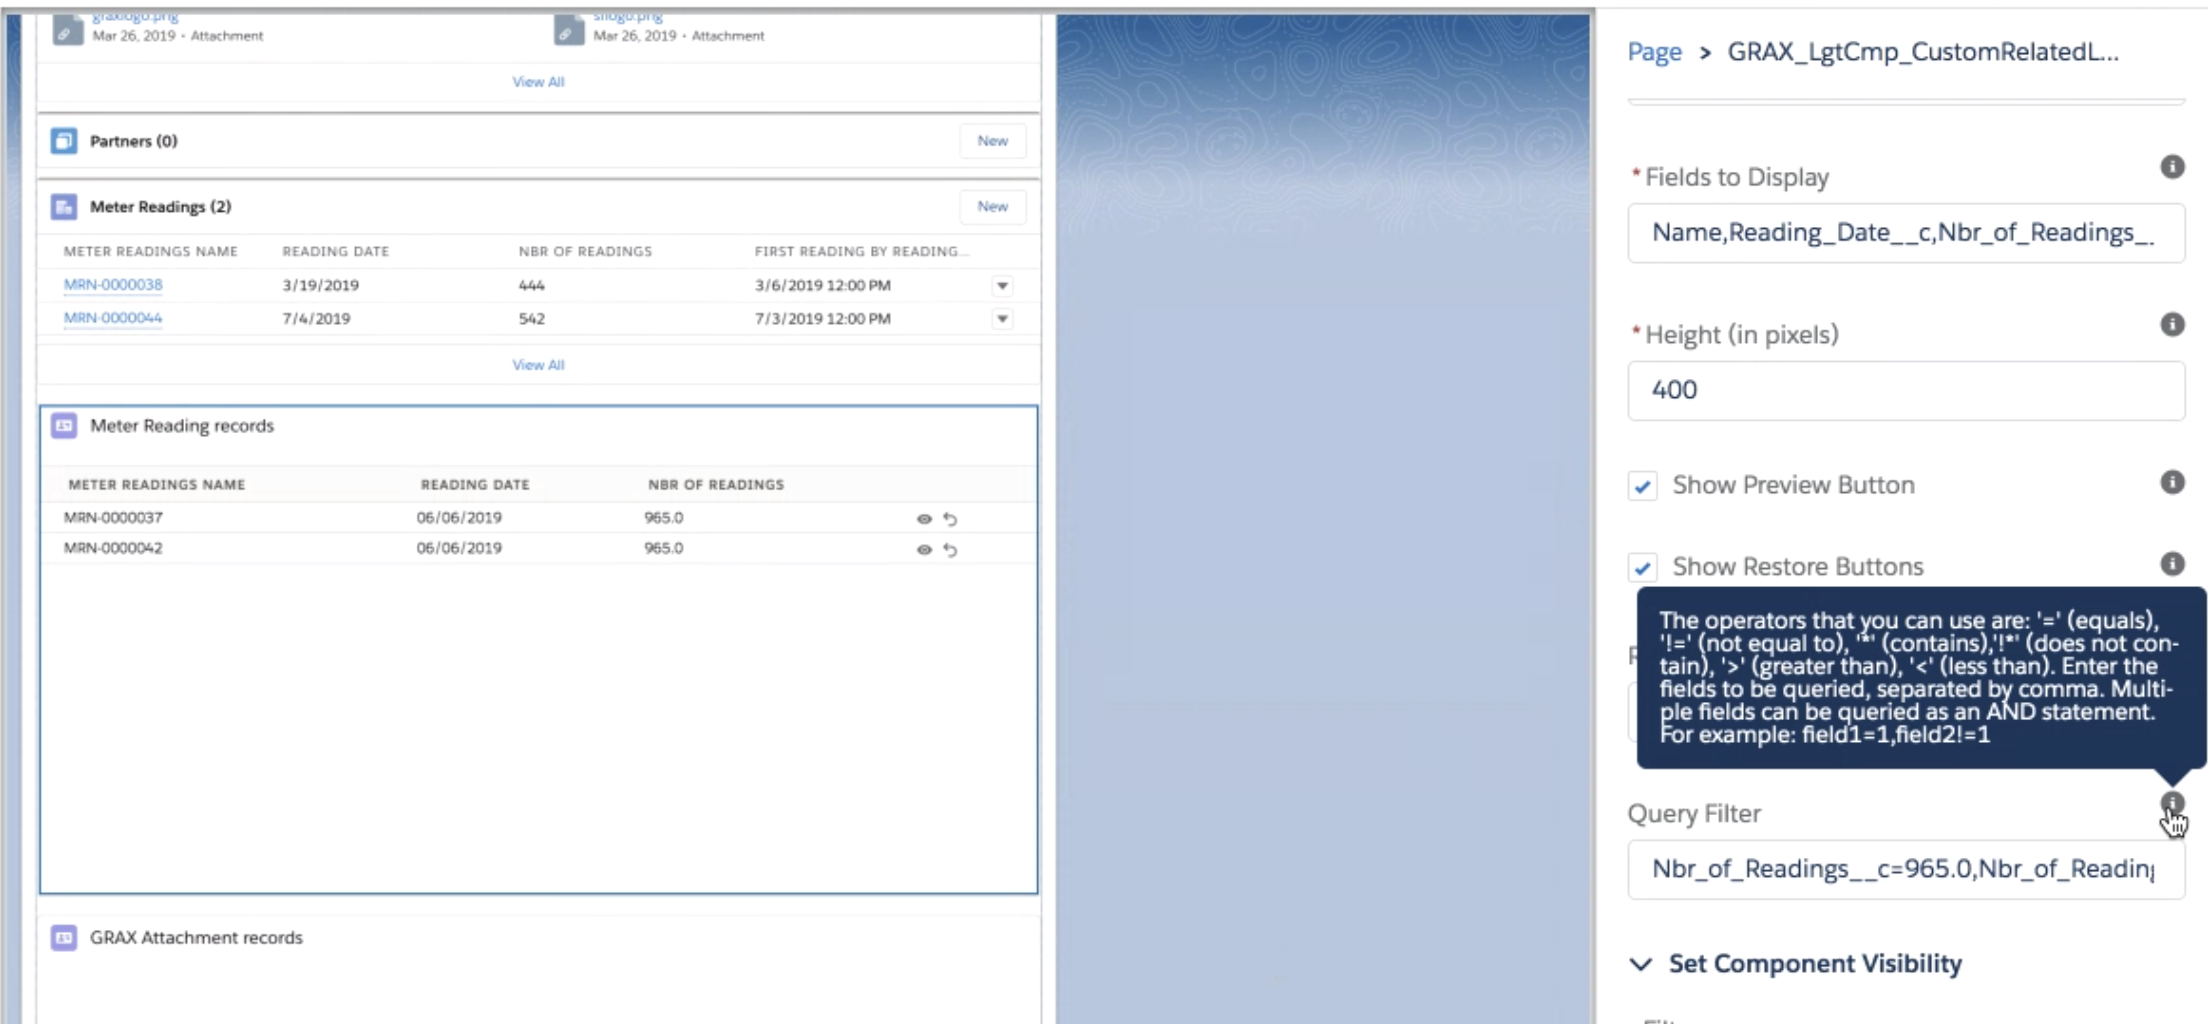 graxlogo.png
Mar 26, 2019 • Attachment
sflogo.png
Mar 26, 2019 • Attachment
View All
Partners (0)
New
Meter Readings (2)
New
METER READINGS NAME READING DATE NBR OF READINGS FIRST READING BY READING...
MRN-0000038 3/19/2019 444 3/6/2019 12:00 PM
MRN-0000044 7/4/2019 542 7/3/2019 12:00 PM
View All
Meter Reading records
METER READINGS NAME READING DATE NBR OF READINGS
MRN-0000037 06/06/2019 965.0
MRN-0000042 06/06/2019 965.0
GRAX Attachment records
Page > GRAX_LgtCmp_CustomRelatedL...
*Fields to Display
Name,Reading_Date__c,Nbr_of_Readings_
*Height (in pixels)
400
Show Preview Button
Show Restore Buttons
The operators that you can use are: '=' (equals),
'!=' (not equal to), '*' (contains),'!*' (does not con-
tain), '>' (greater than), '<' (less than). Enter the
fields to be queried, separated by comma. Multi-
ple fields can be queried as an AND statement.
For example: field1=1,field2!=1
Query Filter
Nbr_of_Readings__c=965.0,Nbr_of_Reading
Set Component Visibility